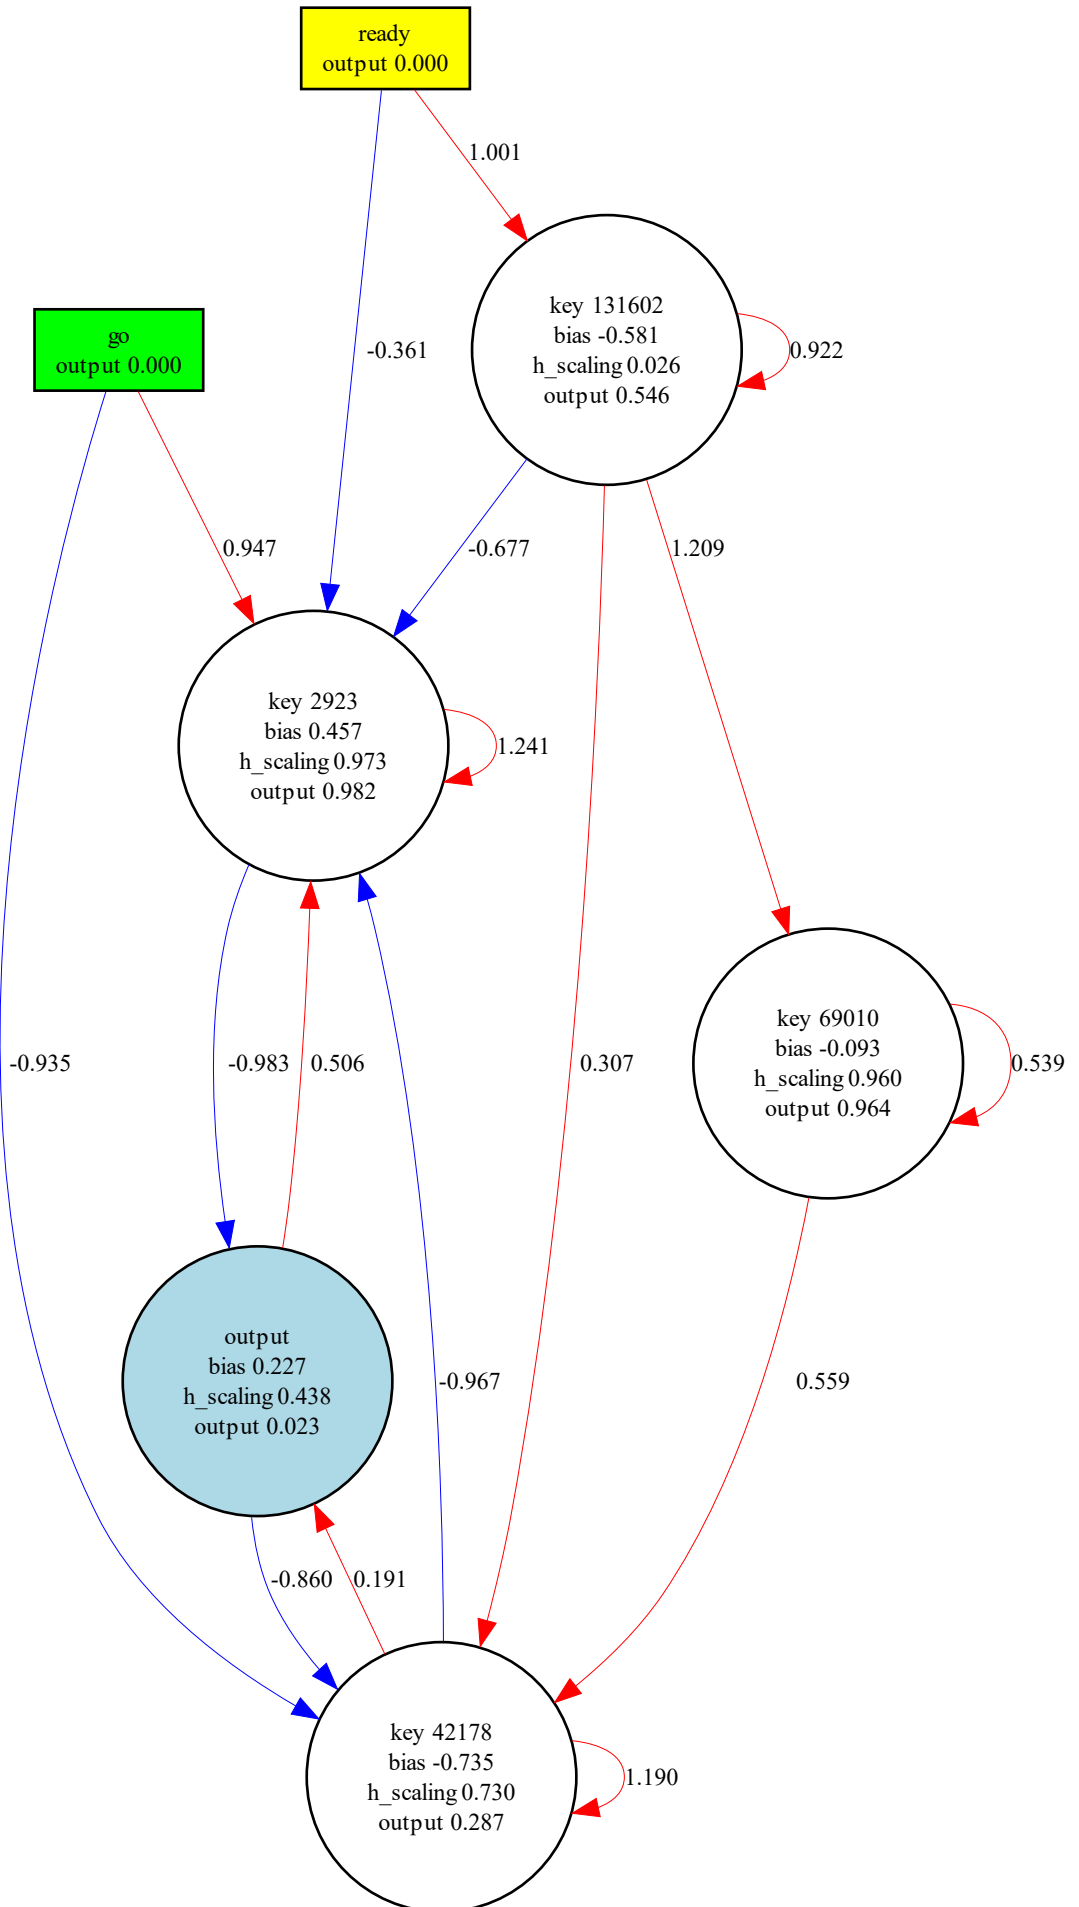 ready
output 0.000
1.001
key 131602
bias -0.581
h_scaling 0.026
output 0.546
0.922
go
output 0.000
-0.361
0.947
-0.677
1.209
key 2923
bias 0.457
h_scaling 0.973
output 0.982
1.241
key 69010
bias -0.093
h_scaling 0.960
output 0.964
0.539
-0.935
-0.983
0.506
0.307
output
bias 0.227
h_scaling 0.438
output 0.023
-0.967
0.559
-0.860
0.191
key 42178
bias -0.735
h_scaling 0.730
output 0.287
1.190